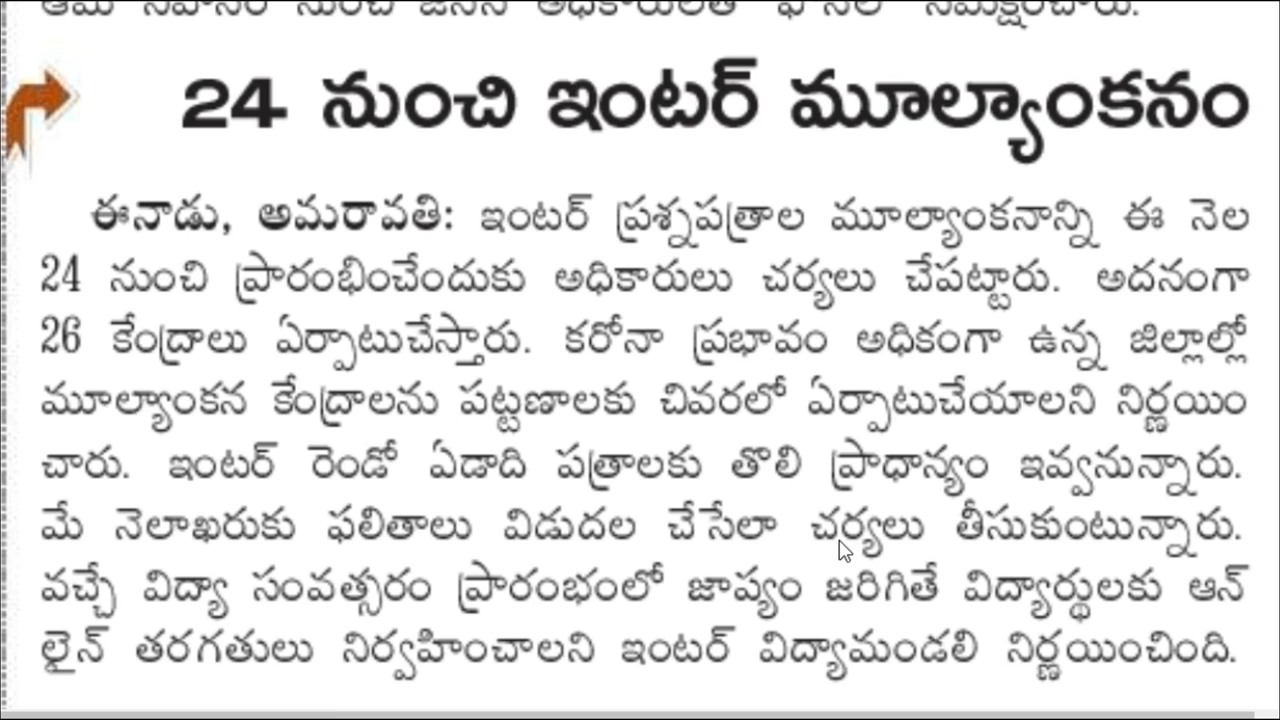 24 నుంచి ఇంటర్ మూల్యాంకనం
ఈనాడు, అమరావతి: ఇంటర్ ప్రశ్నపత్రాల మూల్యాంకనాన్ని ఈ నెల
24 నుంచి ప్రారంభించేందుకు అధికారులు చర్యలు చేపట్టారు. అదనంగా
26 కేంద్రాలు ఏర్పాటుచేస్తారు. కరోనా ప్రభావం అధికంగా ఉన్న జిల్లాల్లో
మూల్యాంకన కేంద్రాలను పట్టణాలకు చివరలో ఏర్పాటుచేయాలని నిర్ణయిం
చారు. ఇంటర్ రెండో ఏడాది పత్రాలకు తొలి ప్రాధాన్యం ఇవ్వనున్నారు.
మే నెలాఖరుకు ఫలితాలు విడుదల చేసేలా చర్యలు తీసుకుంటున్నారు.
వచ్చే విద్యా సంవత్సరం ప్రారంభంలో జాప్యం జరిగితే విద్యార్థులకు ఆన్
లైన్ తరగతులు నిర్వహించాలని ఇంటర్ విద్యామండలి నిర్ణయించింది.